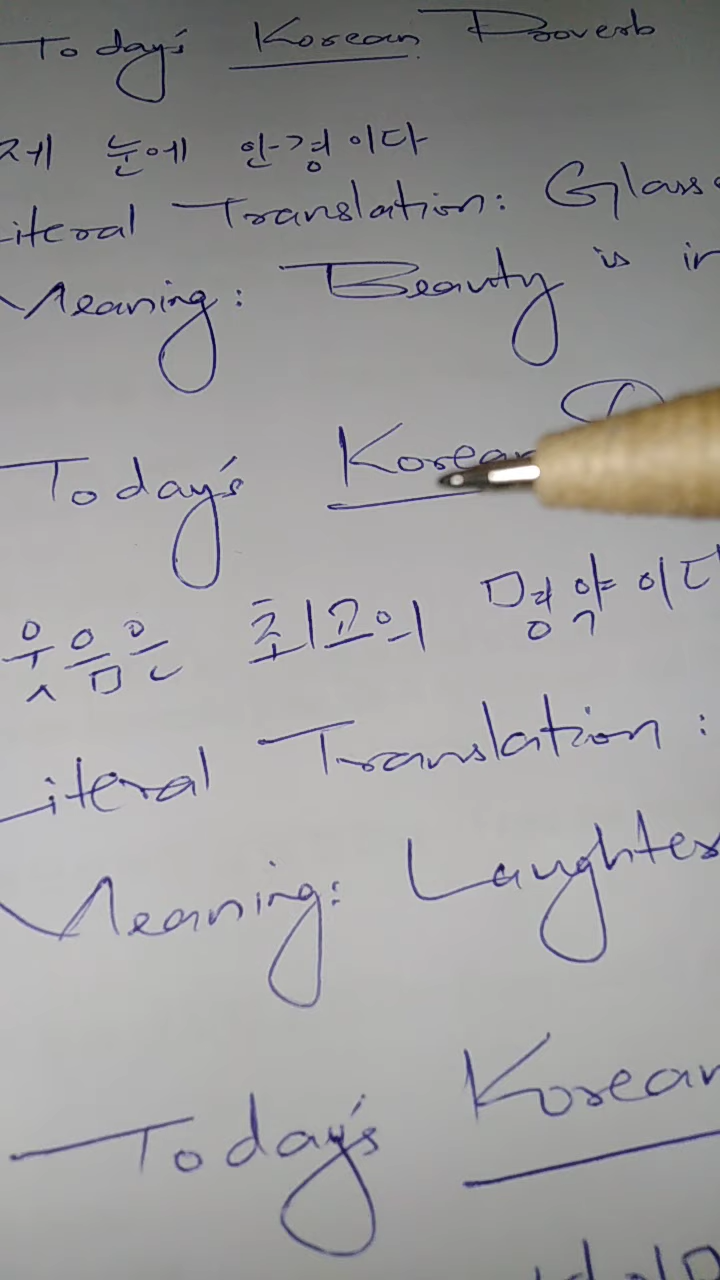 Today's Korean Proverb
제 눈에 안경이다
Literal Translation: Glass
Meaning: Beauty is in
Today's Korean
웃음은 최고의 명약이다
Literal Translation:
Meaning: Laughter
Today's Korean